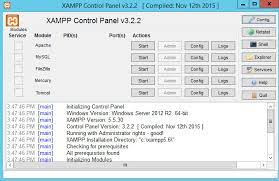 XAMPP Control Panel v3.2.2 [ Compiled: Nov 12th 2015 ]
XAMPP Control Panel v3.2.2
Config
Modules
Service Module PID(s) Port(s) Actions
Netstat
Apache Start Admin Config Logs
Shell
MySQL Start Admin Config Logs
Explorer
FileZilla Start Admin Config Logs
Services
Mercury Start Admin Config Logs
Help
Tomcat Start Admin Config Logs
Quit
3:47:46 PM [main] Initializing Control Panel
3:47:46 PM [main] Windows Version: Windows Server 2012 R2 64-bit
3:47:46 PM [main] XAMPP Version: 5.5.30
3:47:46 PM [main] Control Panel Version: 3.2.2 [ Compiled: Nov 12th 2015 ]
3:47:46 PM [main] Running with Administrator rights - good!
3:47:46 PM [main] XAMPP Installation Directory: "c:\xampp5.6\"
3:47:46 PM [main] Checking for prerequisites
3:47:46 PM [main] All prerequisites found
3:47:46 PM [main] Initializing Modules